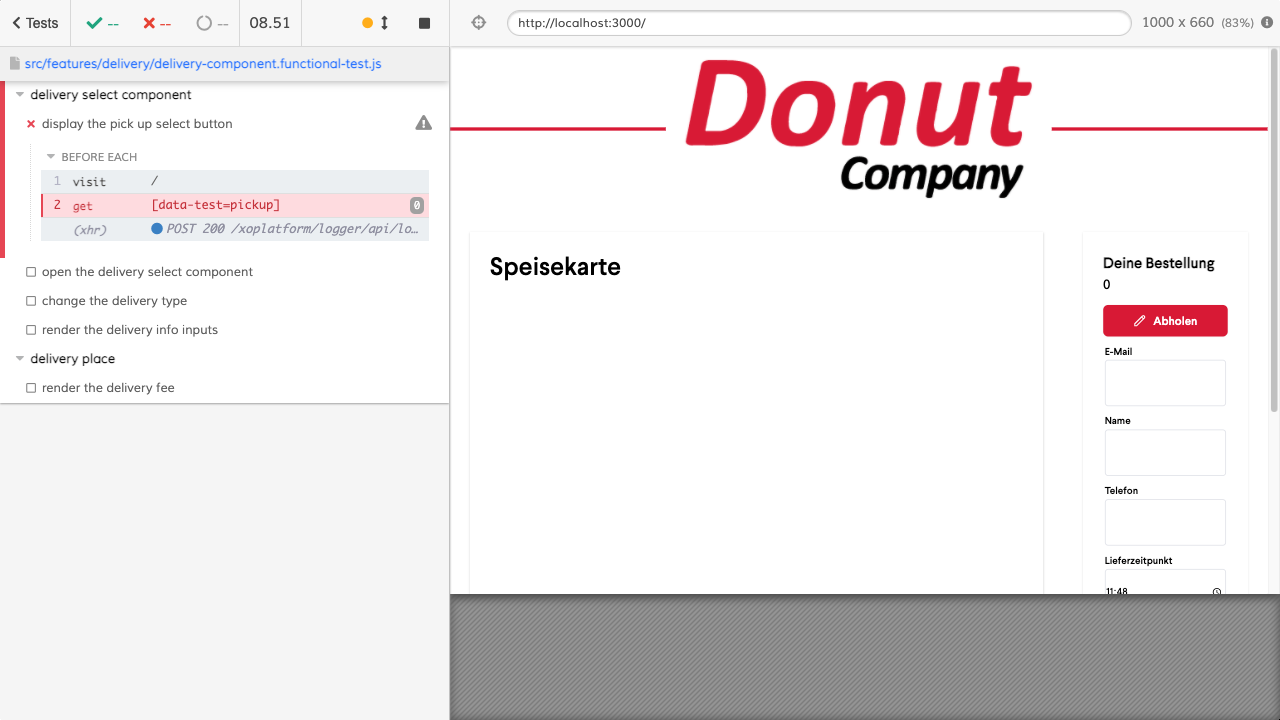 Tests
--
--
--
08.51
http://localhost:3000/
1000 x 660 (83%)
src/features/delivery/delivery-component.functional-test.js
delivery select component
display the pick up select button
BEFORE EACH
1 visit /
2 get [data-test=pickup] 0
(xhr) POST 200 /xoplatform/logger/api/lo…
open the delivery select component
change the delivery type
render the delivery info inputs
delivery place
render the delivery fee
Donut
Company
Speisekarte
Deine Bestellung
0
Abholen
E-Mail
Name
Telefon
Lieferzeitpunkt
11:48